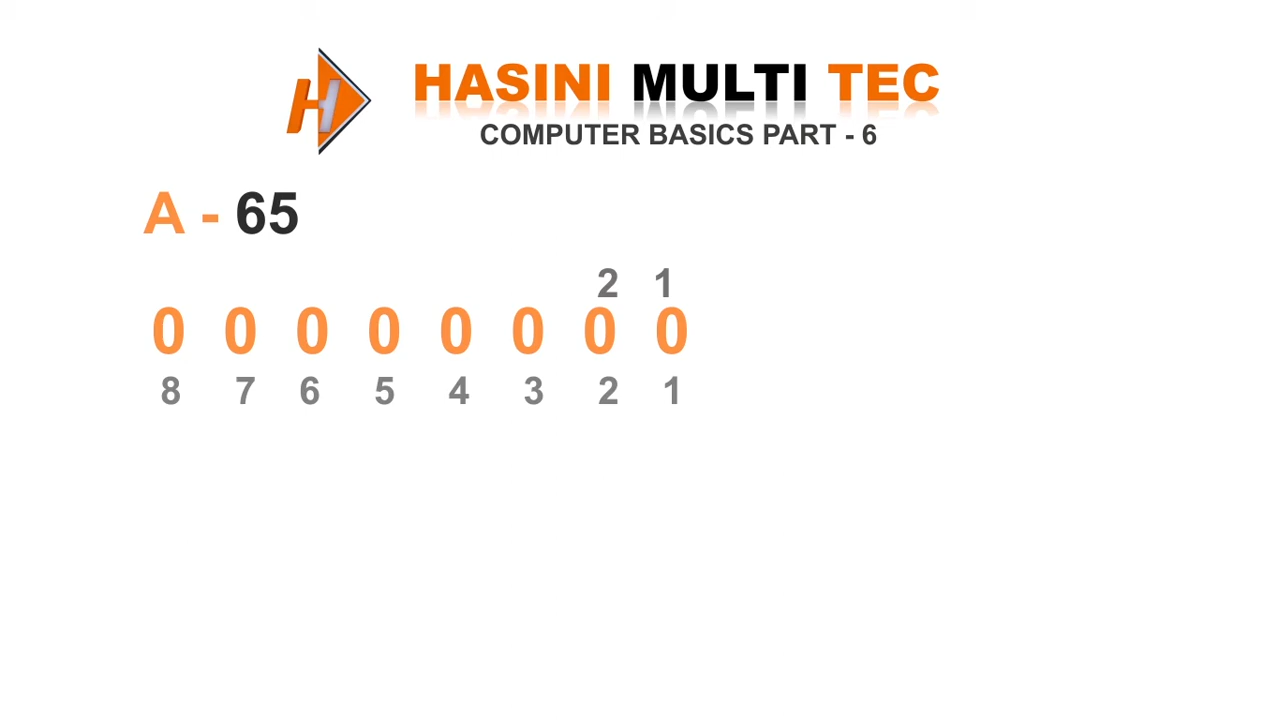 H
HASINI MULTI TEC
COMPUTER BASICS PART - 6
A - 65
2 1
0 0 0 0 0 0 0 0
8 7 6 5 4 3 2 1